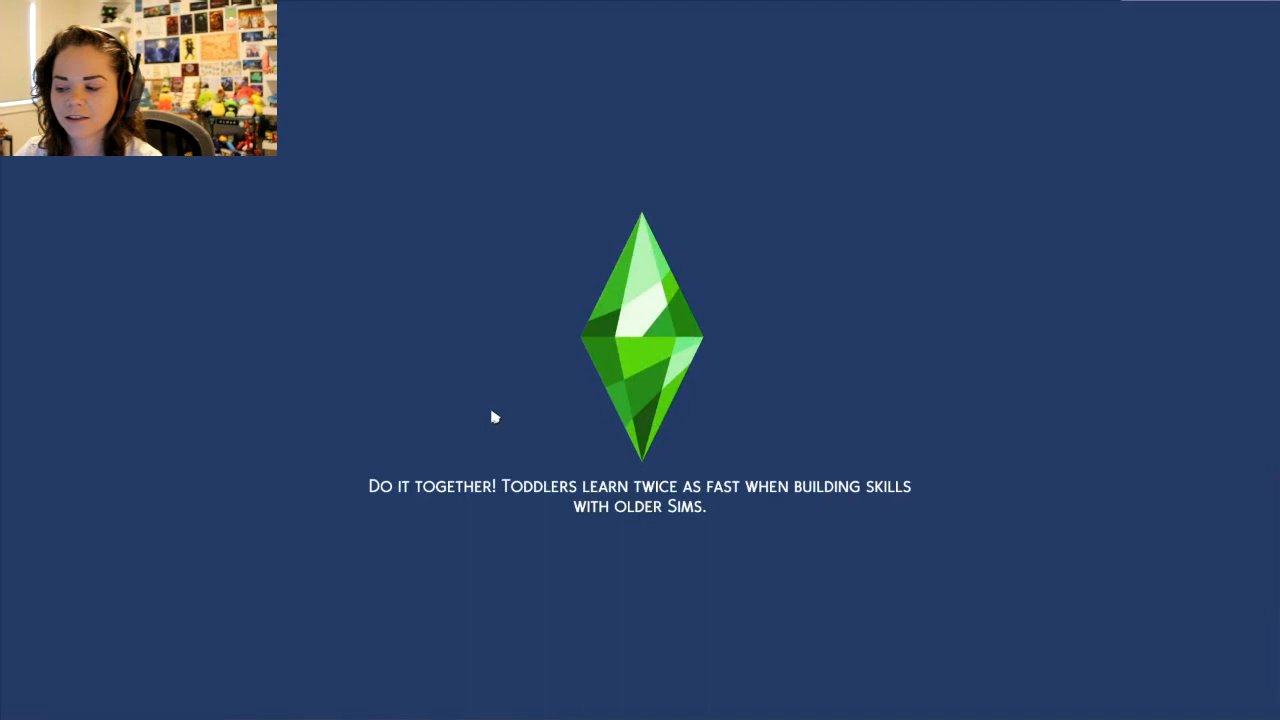 Do it together! Toddlers learn twice as fast when building skills
with older Sims.